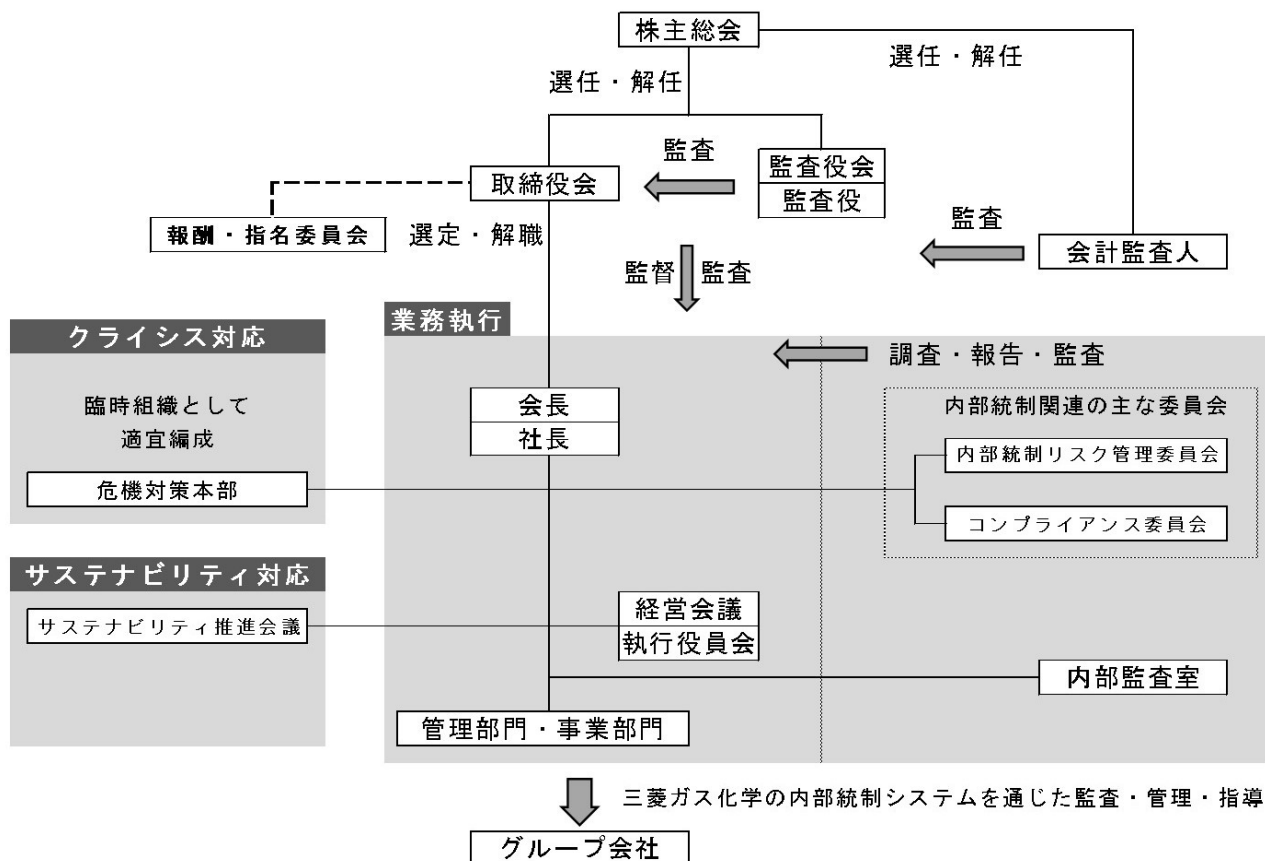 株主総会
選任・解任
選任・解任
監査
監査役会
監査役
取締役会
報酬・指名委員会
選定・解職
監査
会計監査人
監督
監査
クライシス対応
業務執行
調査・報告・監査
臨時組織として
適宜編成
会長
社長
内部統制関連の主な委員会
内部統制リスク管理委員会
危機対策本部
コンプライアンス委員会
サステナビリティ対応
サステナビリティ推進会議
経営会議
執行役員会
内部監査室
管理部門・事業部門
三菱ガス化学の内部統制システムを通じた監査・管理・指導
グループ会社